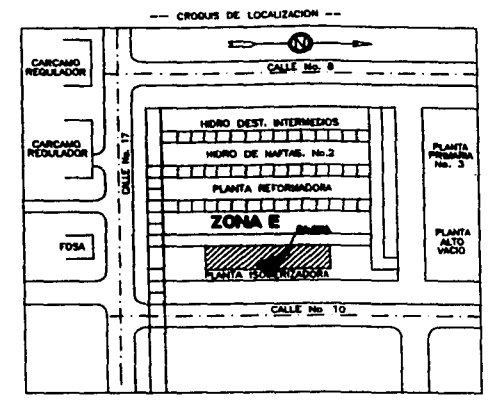 -- CROQUIS DE LOCALIZACION --
N
CALLE No. 8
CARCAMO
REGULADOR
CARCAMO
REGULADOR
FOSA
CALLE No. 17
HIDRO DEST. INTERMEDIOS
HIDRO DE NAFTAS. No.2
PLANTA REFORMADORA
ZONA E
PLANTA ISOMERIZADORA
PLANTA
PRIMARIA
No. 3
PLANTA
ALTO
VACIO
CALLE No 10